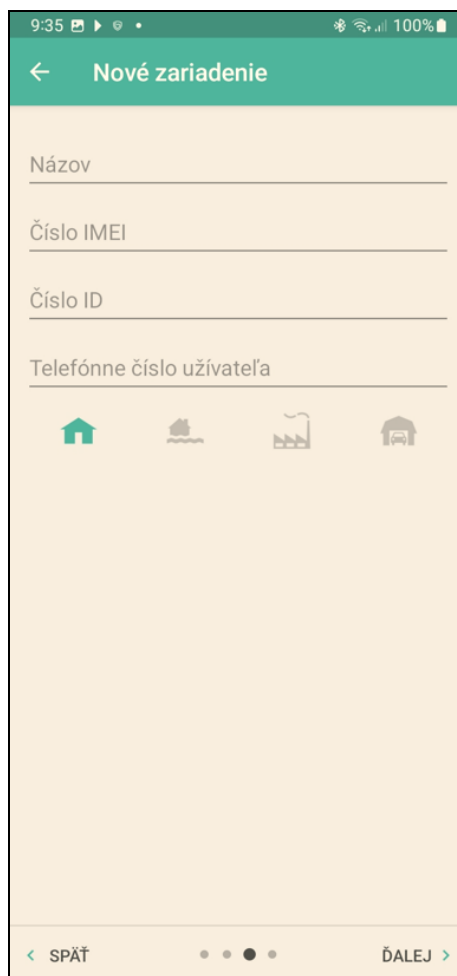 9:35 100%
Nové zariadenie
Názov
Číslo IMEI
Číslo ID
Telefónne číslo užívateľa
SPÄŤ ĎALEJ